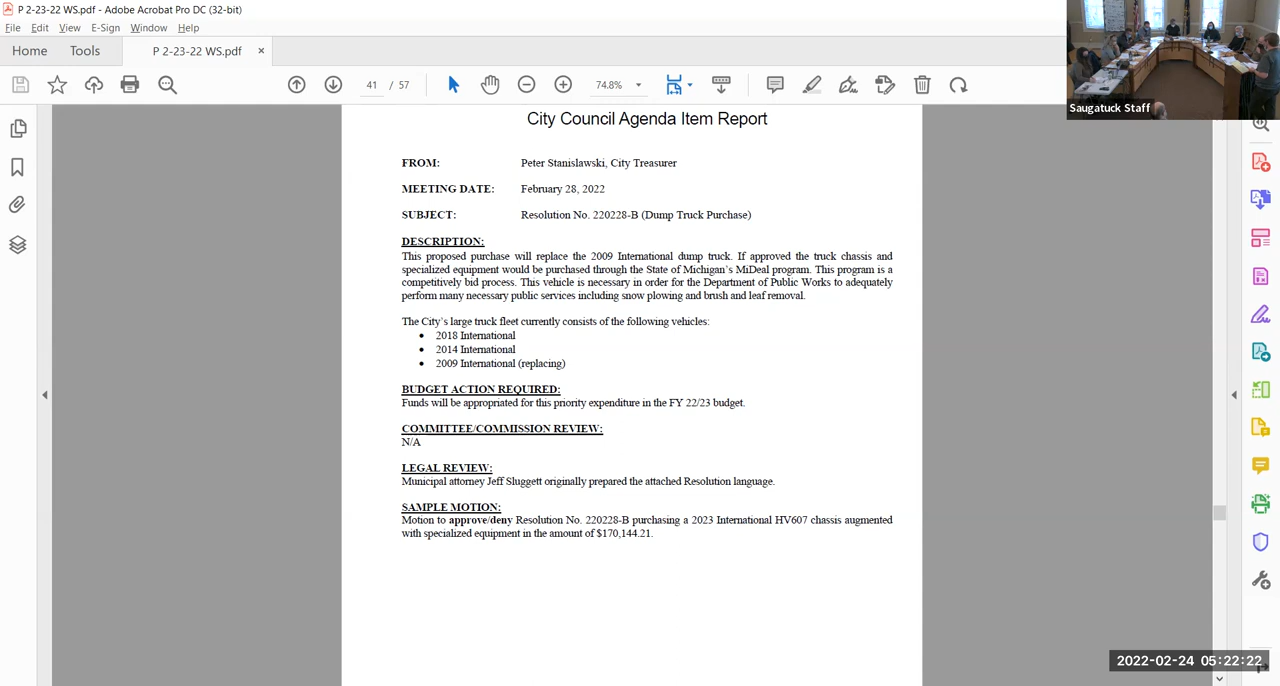 P 2-23-22 WS.pdf - Adobe Acrobat Pro DC (32-bit)
File Edit View E-Sign Window Help
Home Tools P 2-23-22 WS.pdf ×
41 / 57 74.8%
Saugatuck Staff
City Council Agenda Item Report
FROM: Peter Stanislawski, City Treasurer
MEETING DATE: February 28, 2022
SUBJECT: Resolution No. 220228-B (Dump Truck Purchase)
DESCRIPTION:
This proposed purchase will replace the 2009 International dump truck. If approved the truck chassis and
specialized equipment would be purchased through the State of Michigan's MiDeal program. This program is a
competitively bid process. This vehicle is necessary in order for the Department of Public Works to adequately
perform many necessary public services including snow plowing and brush and leaf removal.
The City's large truck fleet currently consists of the following vehicles:
• 2018 International
• 2014 International
• 2009 International (replacing)
BUDGET ACTION REQUIRED:
Funds will be appropriated for this priority expenditure in the FY 22/23 budget.
COMMITTEE/COMMISSION REVIEW:
N/A
LEGAL REVIEW:
Municipal attorney Jeff Sluggett originally prepared the attached Resolution language.
SAMPLE MOTION:
Motion to approve/deny Resolution No. 220228-B purchasing a 2023 International HV607 chassis augmented
with specialized equipment in the amount of $170,144.21.
2022-02-24 05:22:22